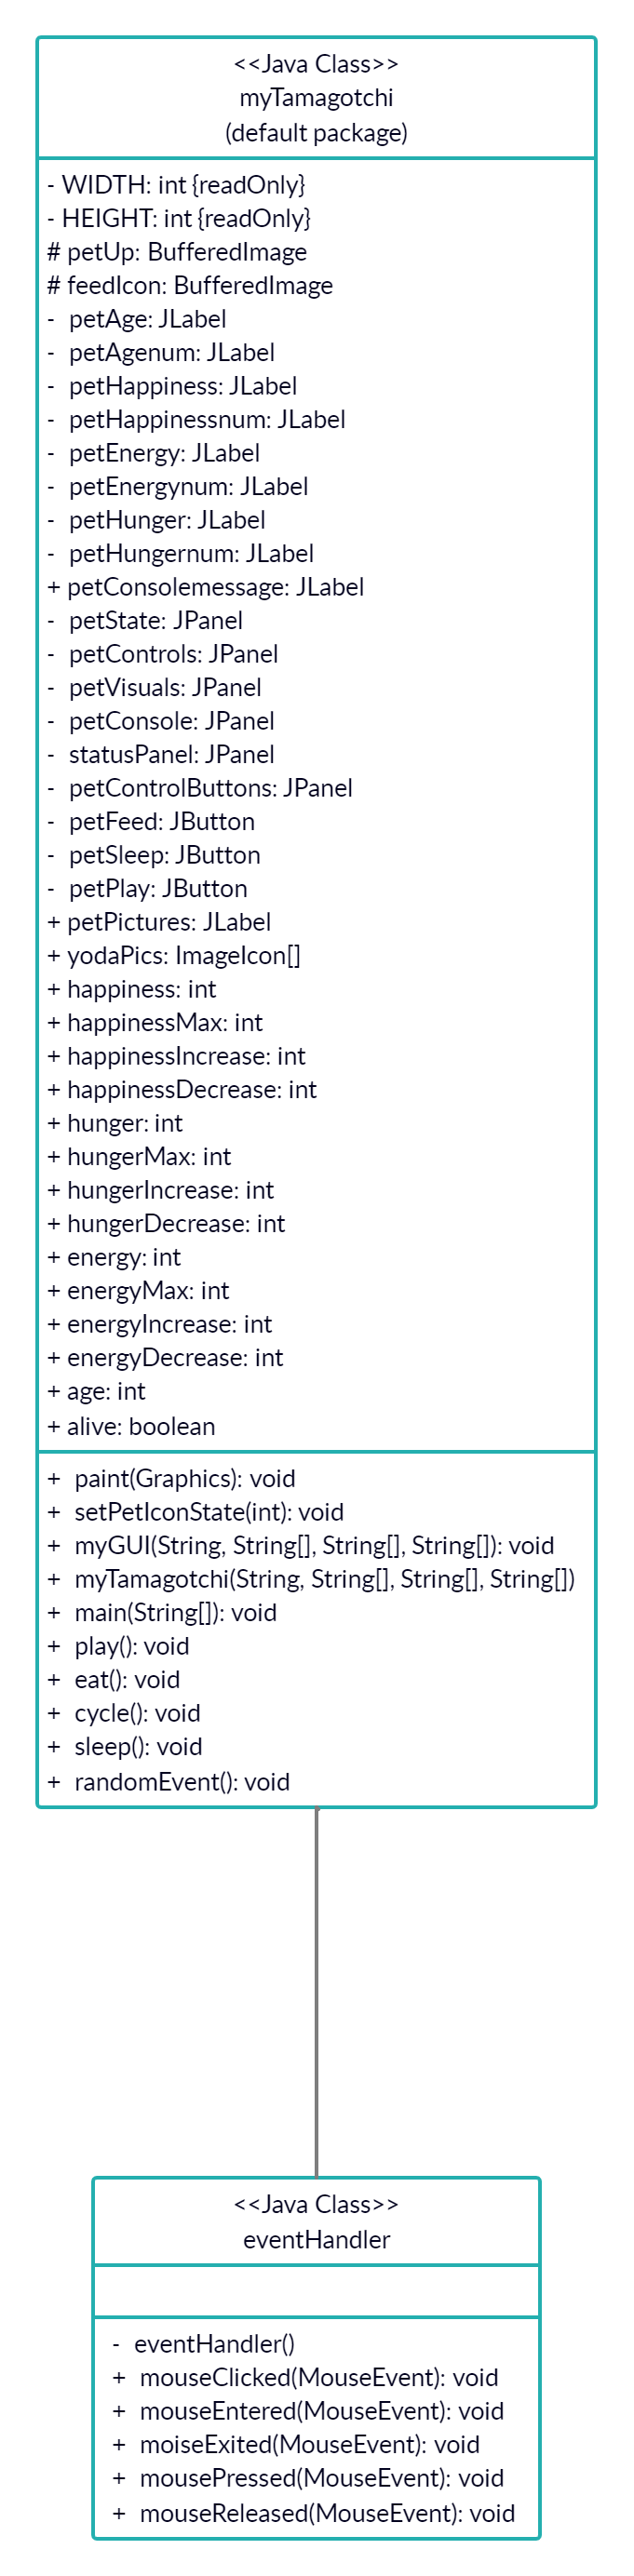 <<Java Class>>
myTamagotchi
(default package)
- WIDTH: int {readOnly}
- HEIGHT: int {readOnly}
# petUp: BufferedImage
# feedIcon: BufferedImage
- petAge: JLabel
- petAgenum: JLabel
- petHappiness: JLabel
- petHappinessnum: JLabel
- petEnergy: JLabel
- petEnergynum: JLabel
- petHunger: JLabel
- petHungernum: JLabel
+ petConsolemessage: JLabel
- petState: JPanel
- petControls: JPanel
- petVisuals: JPanel
- petConsole: JPanel
- statusPanel: JPanel
- petControlButtons: JPanel
- petFeed: JButton
- petSleep: JButton
- petPlay: JButton
+ petPictures: JLabel
+ yodaPics: ImageIcon[]
+ happiness: int
+ happinessMax: int
+ happinessIncrease: int
+ happinessDecrease: int
+ hunger: int
+ hungerMax: int
+ hungerIncrease: int
+ hungerDecrease: int
+ energy: int
+ energyMax: int
+ energyIncrease: int
+ energyDecrease: int
+ age: int
+ alive: boolean
+ paint(Graphics): void
+ setPetIconState(int): void
+ myGUI(String, String[], String[], String[]): void
+ myTamagotchi(String, String[], String[], String[])
+ main(String[]): void
+ play(): void
+ eat(): void
+ cycle(): void
+ sleep(): void
+ randomEvent(): void
<<Java Class>>
eventHandler
- eventHandler()
+ mouseClicked(MouseEvent): void
+ mouseEntered(MouseEvent): void
+ moiseExited(MouseEvent): void
+ mousePressed(MouseEvent): void
+ mouseReleased(MouseEvent): void